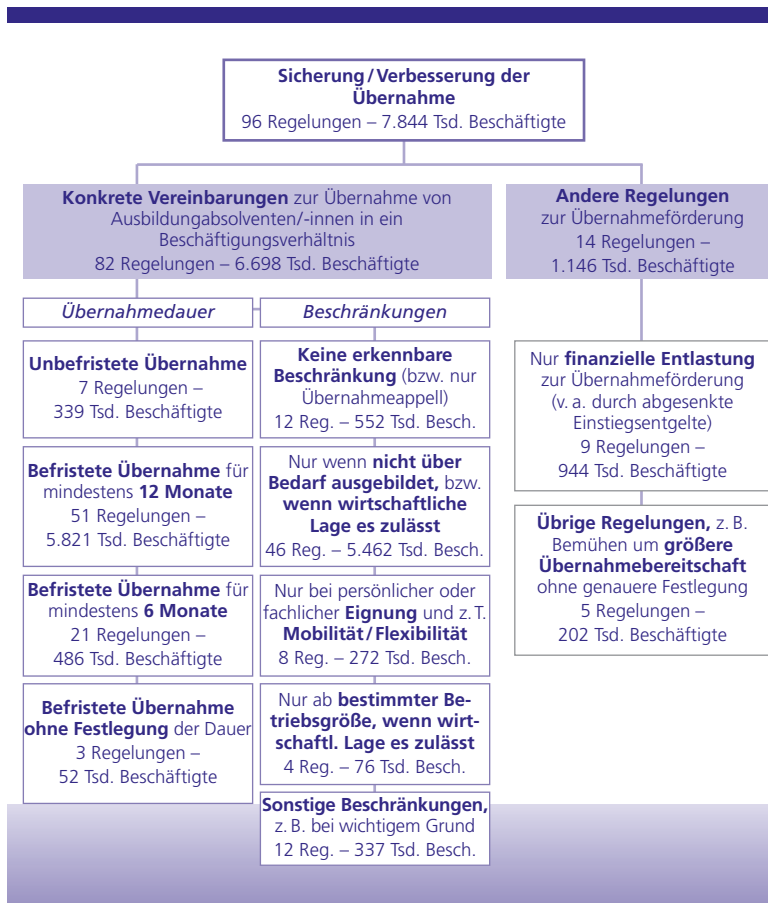 Sicherung / Verbesserung der
Übernahme
96 Regelungen – 7.844 Tsd. Beschäftigte
Konkrete Vereinbarungen zur Übernahme von
Ausbildungabsolventen/-innen in ein
Beschäftigungsverhältnis
82 Regelungen – 6.698 Tsd. Beschäftigte
Andere Regelungen
zur Übernahmeförderung
14 Regelungen –
1.146 Tsd. Beschäftigte
Übernahmedauer
Unbefristete Übernahme
7 Regelungen –
339 Tsd. Beschäftigte
Befristete Übernahme für
mindestens 12 Monate
51 Regelungen –
5.821 Tsd. Beschäftigte
Befristete Übernahme für
mindestens 6 Monate
21 Regelungen –
486 Tsd. Beschäftigte
Befristete Übernahme
ohne Festlegung der Dauer
3 Regelungen –
52 Tsd. Beschäftigte
Beschränkungen
Keine erkennbare
Beschränkung (bzw. nur
Übernahmeappell)
12 Reg. – 552 Tsd. Besch.
Nur wenn nicht über
Bedarf ausgebildet, bzw.
wenn wirtschaftliche
Lage es zulässt
46 Reg. – 5.462 Tsd. Besch.
Nur bei persönlicher oder
fachlicher Eignung und z. T.
Mobilität / Flexibilität
8 Reg. – 272 Tsd. Besch.
Nur ab bestimmter Be-
triebsgröße, wenn wirt-
schaftl. Lage es zulässt
4 Reg. – 76 Tsd. Besch.
Sonstige Beschränkungen,
z. B. bei wichtigem Grund
12 Reg. – 337 Tsd. Besch.
Nur finanzielle Entlastung
zur Übernahmeförderung
(v. a. durch abgesenkte
Einstiegsentgelte)
9 Regelungen –
944 Tsd. Beschäftigte
Übrige Regelungen, z. B.
Bemühen um größere
Übernahmebereitschaft
ohne genauere Festlegung
5 Regelungen –
202 Tsd. Beschäftigte